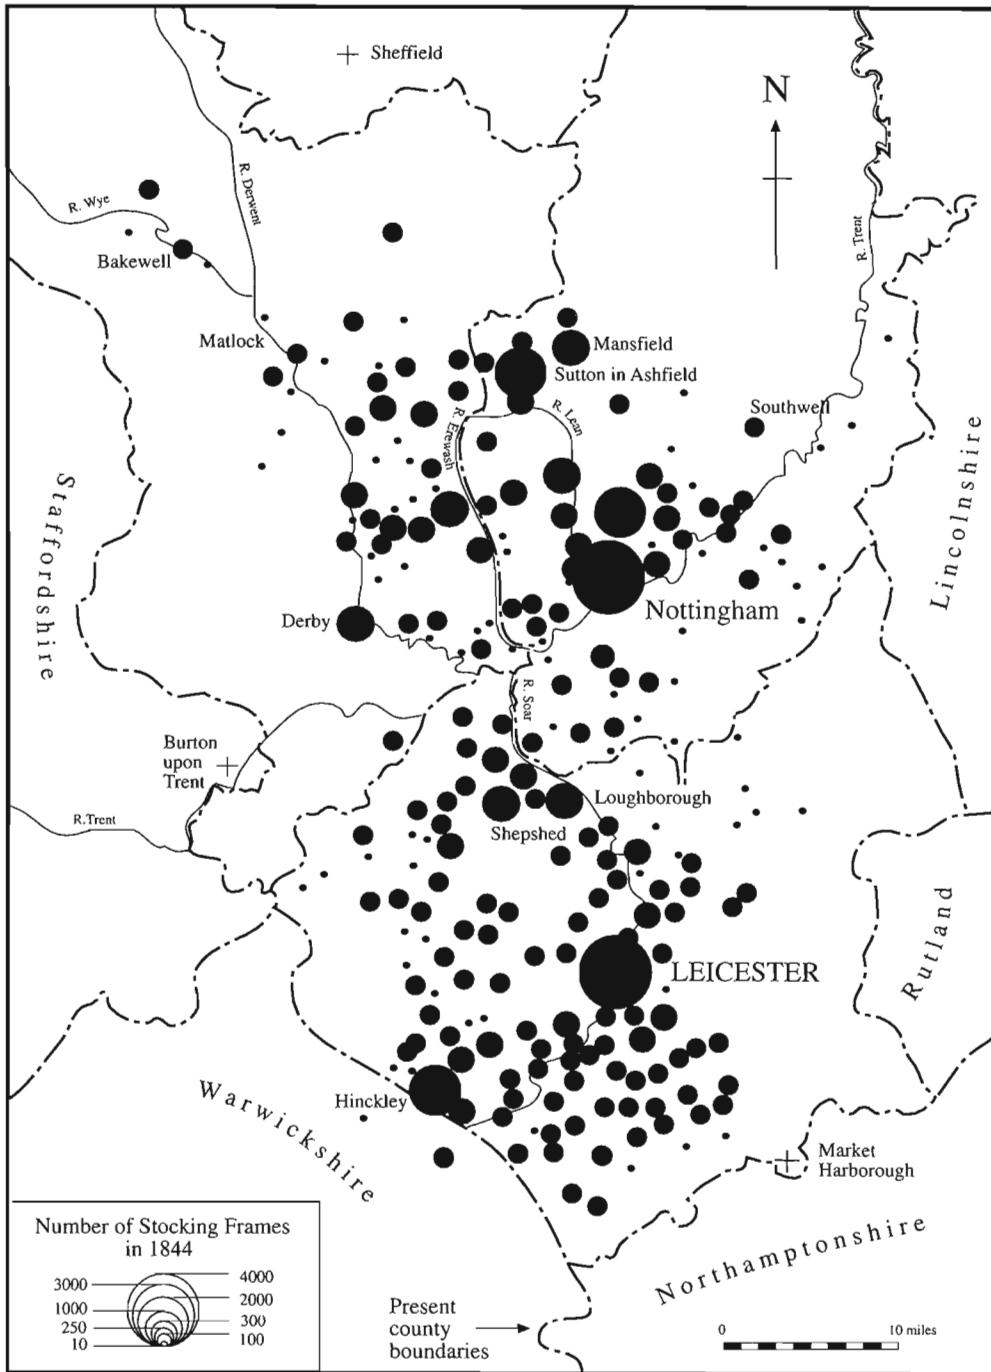 Sheffield
N
R. Derwent
R. Wye
R. Trent
Bakewell
Matlock
Mansfield
Sutton in Ashfield
R. Lean
R. Erewash
Southwell
Lincolnshire
Staffordshire
Derby
Nottingham
R. Soar
Burton
upon
Trent
R.Trent
Loughborough
Shepshed
Rutland
LEICESTER
Hinckley
Warwickshire
Market
Harborough
Northamptonshire
Number of Stocking Frames
in 1844
4000
3000
2000
1000
300
250
100
10
Present
county
boundaries
0 10 miles